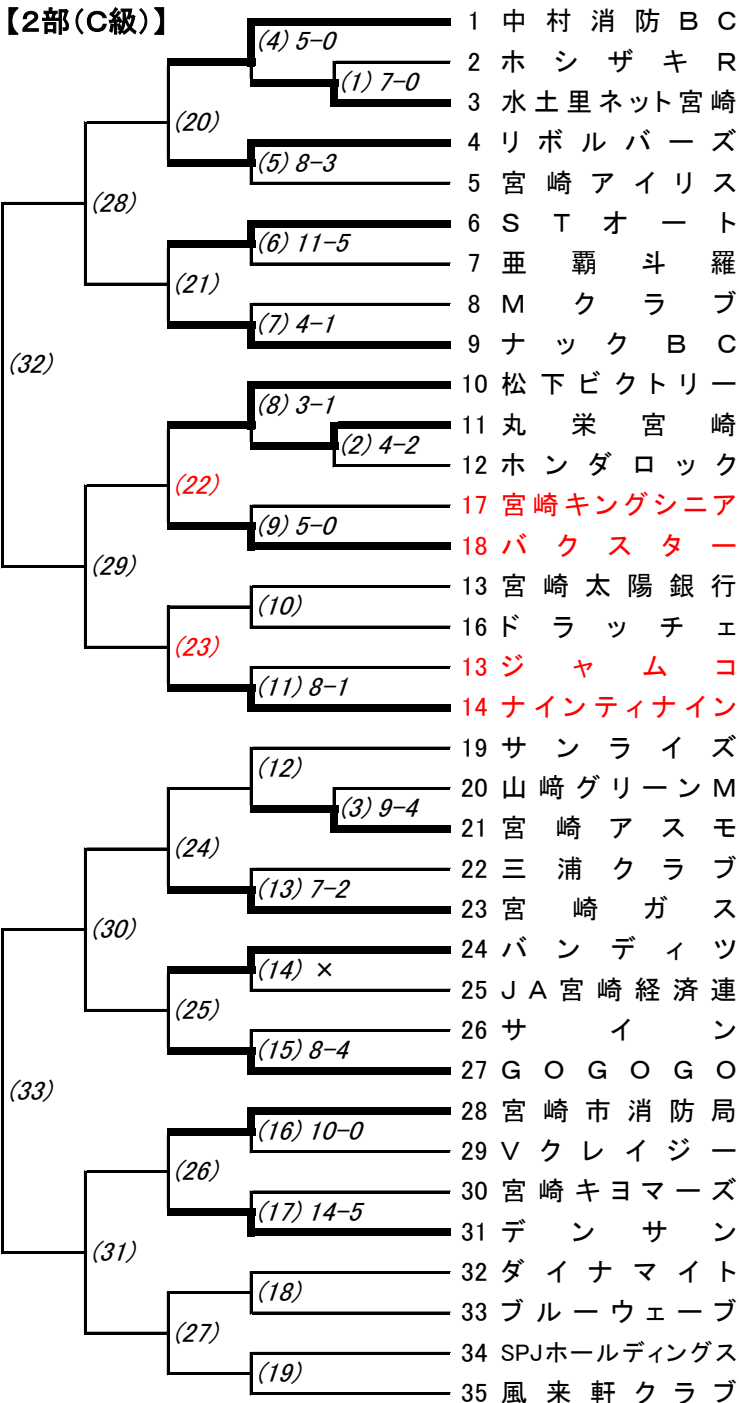 【2部(C級)】
1 中村消防BC
(4) 5-0
2 ホシザキR
(1) 7-0
3 水土里ネット宮崎
(20)
4 リボルバーズ
(5) 8-3
5 宮崎アイリス
(28)
6 STオート
(6) 11-5
7 亜覇斗羅
(21)
8 Mクラブ
(7) 4-1
9 ナックBC
(32)
10 松下ビクトリー
(8) 3-1
11 丸栄宮崎
(2) 4-2
12 ホンダロック
(22)
17 宮崎キングシニア
(9) 5-0
18 バクスター
(29)
13 宮崎太陽銀行
(10)
16 ドラッチェ
(23)
13 ジャムコ
(11) 8-1
14 ナインティナイン
19 サンライズ
(12)
20 山﨑グリーンM
(3) 9-4
21 宮崎アスモ
(24)
22 三浦クラブ
(13) 7-2
23 宮崎ガス
(30)
24 バンディツ
(14) ×
25 JA宮崎経済連
(25)
26 サイン
(15) 8-4
27 GOGOGO
(33)
28 宮崎市消防局
(16) 10-0
29 Vクレイジー
(26)
30 宮崎キヨマーズ
(17) 14-5
31 デンサン
(31)
32 ダイナマイト
(18)
33 ブルーウェーブ
(27)
34 SPJホールディングス
(19)
35 風来軒クラブ